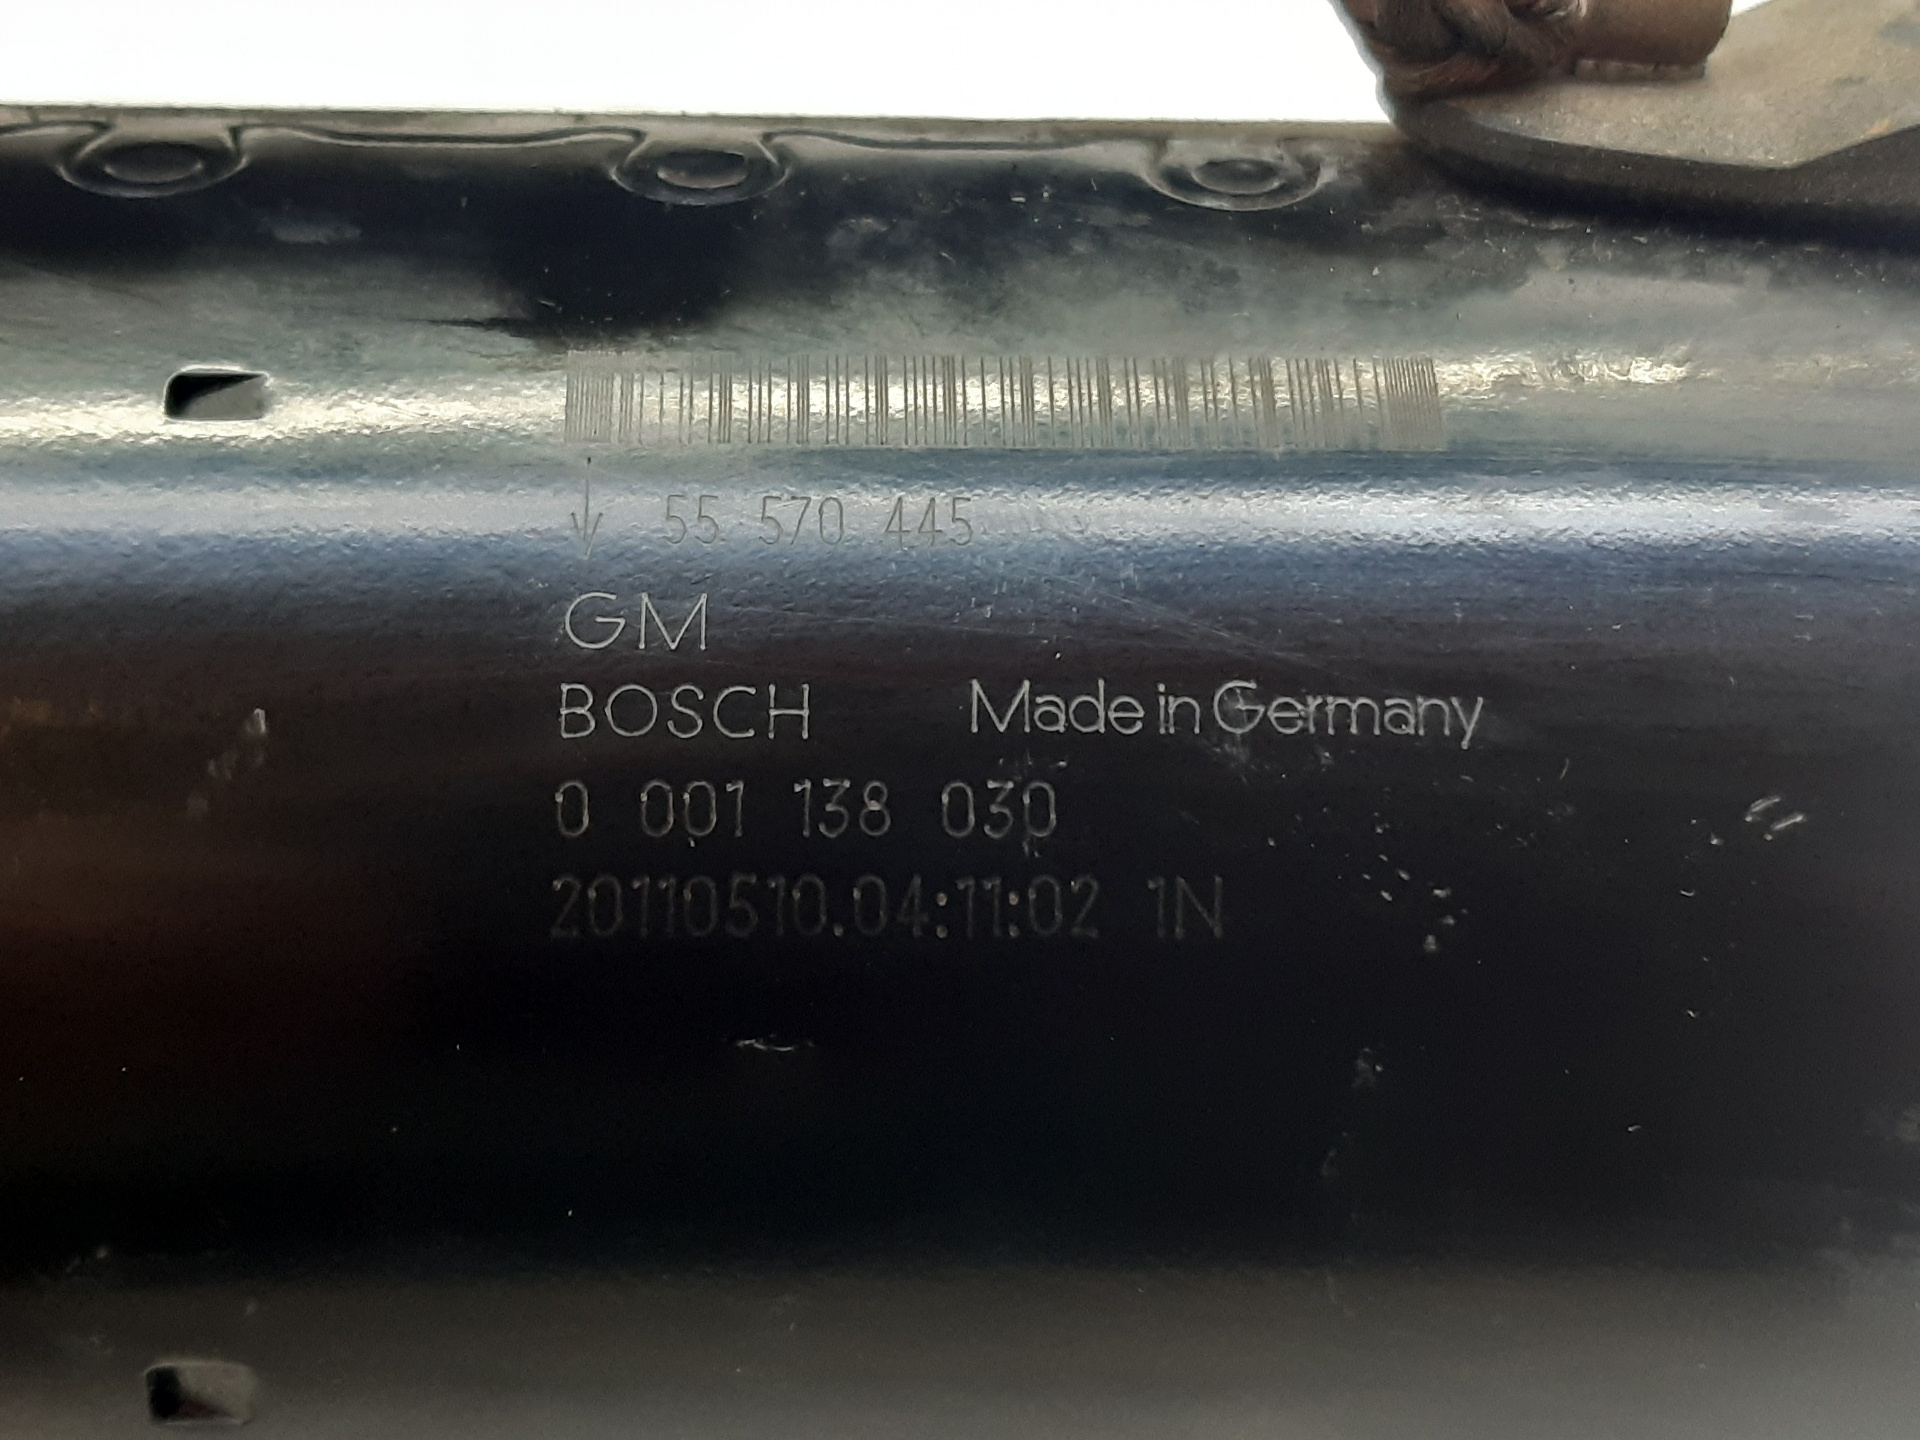 55 570 445
GM
BOSCH Made in Germany
0 001 138 030
20110510.04:11:02 1N